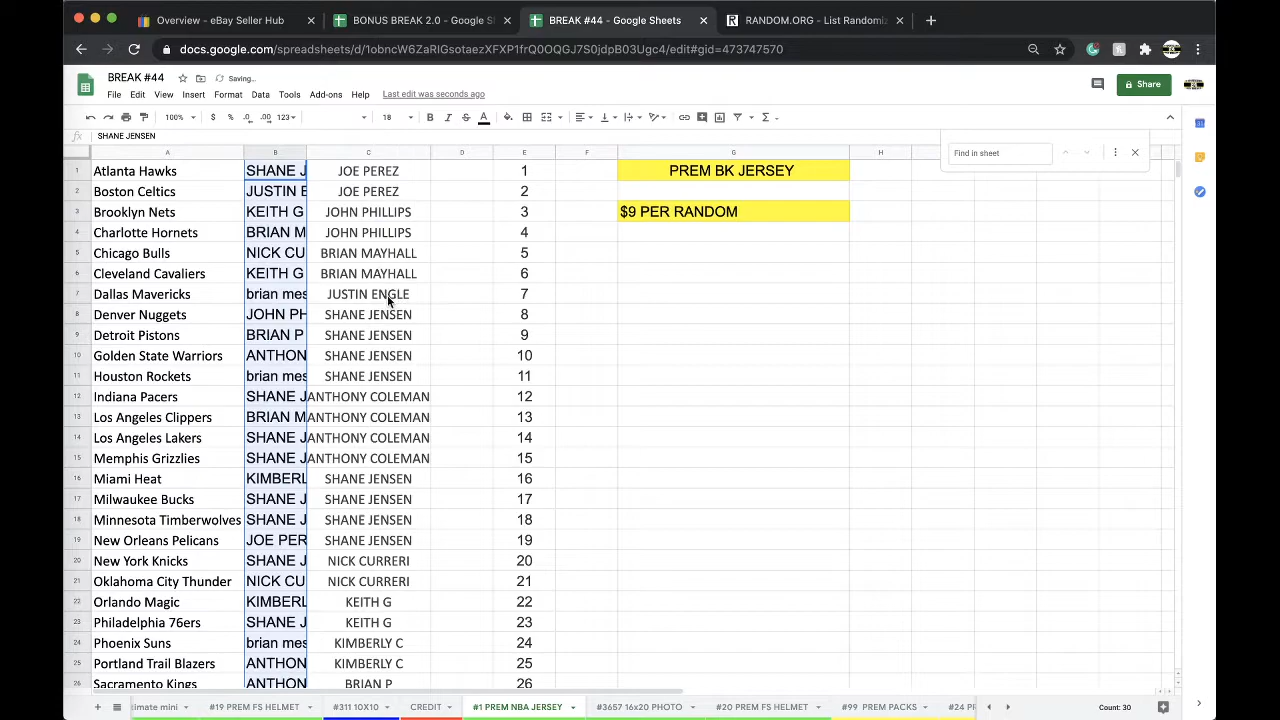 Overview - eBay Seller Hub
BONUS BREAK 2.0 - Google S
BREAK #44 - Google Sheets
RANDOM.ORG - List Randomiz
docs.google.com/spreadsheets/d/1obncW6ZaRIGsotaezXFXP1frQ0OQGJ7S0jdpB03Ugc4/edit#gid=473747570
BREAK #44
Saving...
Share
File Edit View Insert Format Data Tools Add-ons Help Last edit was seconds ago
100% $ % .0 .00 123 18 B I S A
fx SHANE JENSEN
Find in sheet
A B C D E F G H I J K
1 Atlanta Hawks SHANE J JOE PEREZ 1 PREM BK JERSEY
2 Boston Celtics JUSTIN E JOE PEREZ 2
3 Brooklyn Nets KEITH G JOHN PHILLIPS 3 $9 PER RANDOM
4 Charlotte Hornets BRIAN M JOHN PHILLIPS 4
5 Chicago Bulls NICK CU BRIAN MAYHALL 5
6 Cleveland Cavaliers KEITH G BRIAN MAYHALL 6
7 Dallas Mavericks brian mes JUSTIN ENGLE 7
8 Denver Nuggets JOHN PH SHANE JENSEN 8
9 Detroit Pistons BRIAN P SHANE JENSEN 9
10 Golden State Warriors ANTHON SHANE JENSEN 10
11 Houston Rockets brian mes SHANE JENSEN 11
12 Indiana Pacers SHANE J ANTHONY COLEMAN 12
13 Los Angeles Clippers BRIAN M ANTHONY COLEMAN 13
14 Los Angeles Lakers SHANE J ANTHONY COLEMAN 14
15 Memphis Grizzlies SHANE J ANTHONY COLEMAN 15
16 Miami Heat KIMBERL SHANE JENSEN 16
17 Milwaukee Bucks SHANE J SHANE JENSEN 17
18 Minnesota Timberwolves SHANE J SHANE JENSEN 18
19 New Orleans Pelicans JOE PER SHANE JENSEN 19
20 New York Knicks SHANE J NICK CURRERI 20
21 Oklahoma City Thunder NICK CU NICK CURRERI 21
22 Orlando Magic KIMBERL KEITH G 22
23 Philadelphia 76ers SHANE J KEITH G 23
24 Phoenix Suns brian mes KIMBERLY C 24
25 Portland Trail Blazers ANTHON KIMBERLY C 25
26 Sacramento Kings ANTHON BRIAN P 26
timate mini #19 PREM FS HELMET #311 10X10 CREDIT #1 PREM NBA JERSEY #3657 16x20 PHOTO #20 PREM FS HELMET #99 PREM PACKS #24 P Count: 30